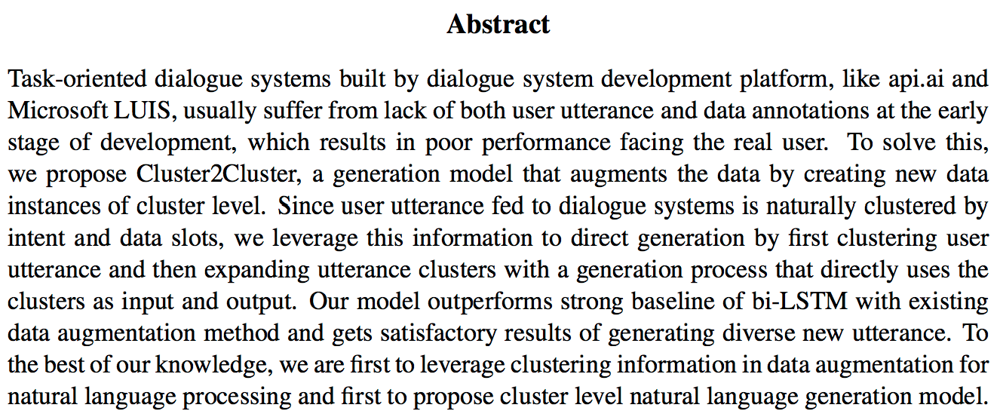 Abstract
Task-oriented dialogue systems built by dialogue system development platform, like api.ai and
Microsoft LUIS, usually suffer from lack of both user utterance and data annotations at the early
stage of development, which results in poor performance facing the real user. To solve this,
we propose Cluster2Cluster, a generation model that augments the data by creating new data
instances of cluster level. Since user utterance fed to dialogue systems is naturally clustered by
intent and data slots, we leverage this information to direct generation by first clustering user
utterance and then expanding utterance clusters with a generation process that directly uses the
clusters as input and output. Our model outperforms strong baseline of bi-LSTM with existing
data augmentation method and gets satisfactory results of generating diverse new utterance. To
the best of our knowledge, we are first to leverage clustering information in data augmentation for
natural language processing and first to propose cluster level natural language generation model.